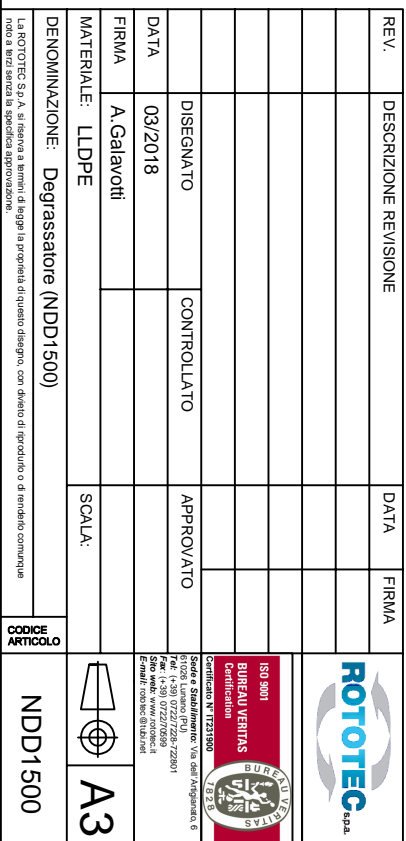 REV.
DESCRIZIONE REVISIONE
DATA
FIRMA
ROTOTEC s.p.a.
DISEGNATO
CONTROLLATO
APPROVATO
DATA
03/2018
FIRMA
A.Galavotti
ISO 9001
BUREAU VERITAS
Certification
Certificato N° IT231900
BUREAU VERITAS
1828
Sede e Stabilimento: Via dell'Artigianato, 6
61026 Lunano (PU)
Tel: (+39) 0722/7228-722801
Fax: (+39) 0722/70599
Sito web: www.rototec.it
E-mail: rototec@tubi.net
MATERIALE: LLDPE
SCALA:
A3
DENOMINAZIONE: Degrassatore (NDD1500)
CODICE
ARTICOLO
NDD1500
La ROTOTEC S.p.A. si riserva a termini di legge la proprietà di questo disegno, con divieto di riprodurlo o di renderlo comunque
noto a terzi senza la specifica approvazione.